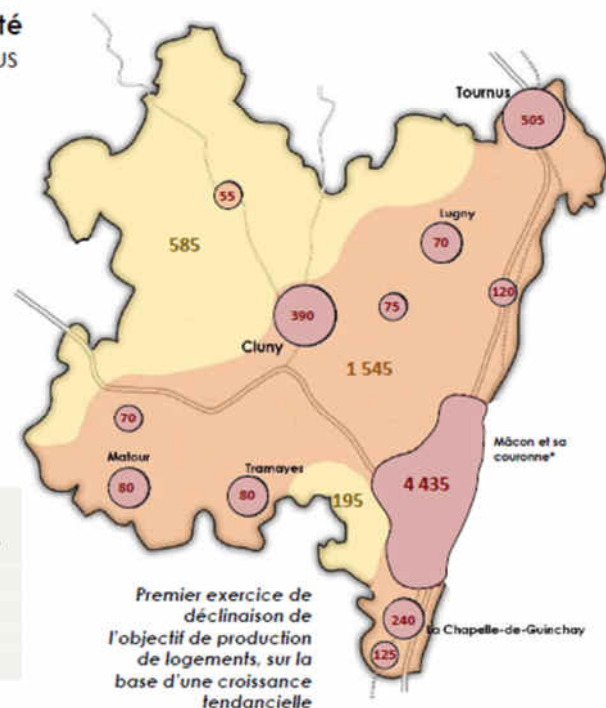 té
US
Tournus
505
55
Lugny
70
585
120
390
75
Cluny
1 545
70
Mâcon et sa
couronne*
Matour
80
Tramayes
80
195
4 435
Premier exercice de
déclinaison de
l'objectif de production
de logements, sur la
base d'une croissance
tendancielle
240
La Chapelle-de-Guinchay
125